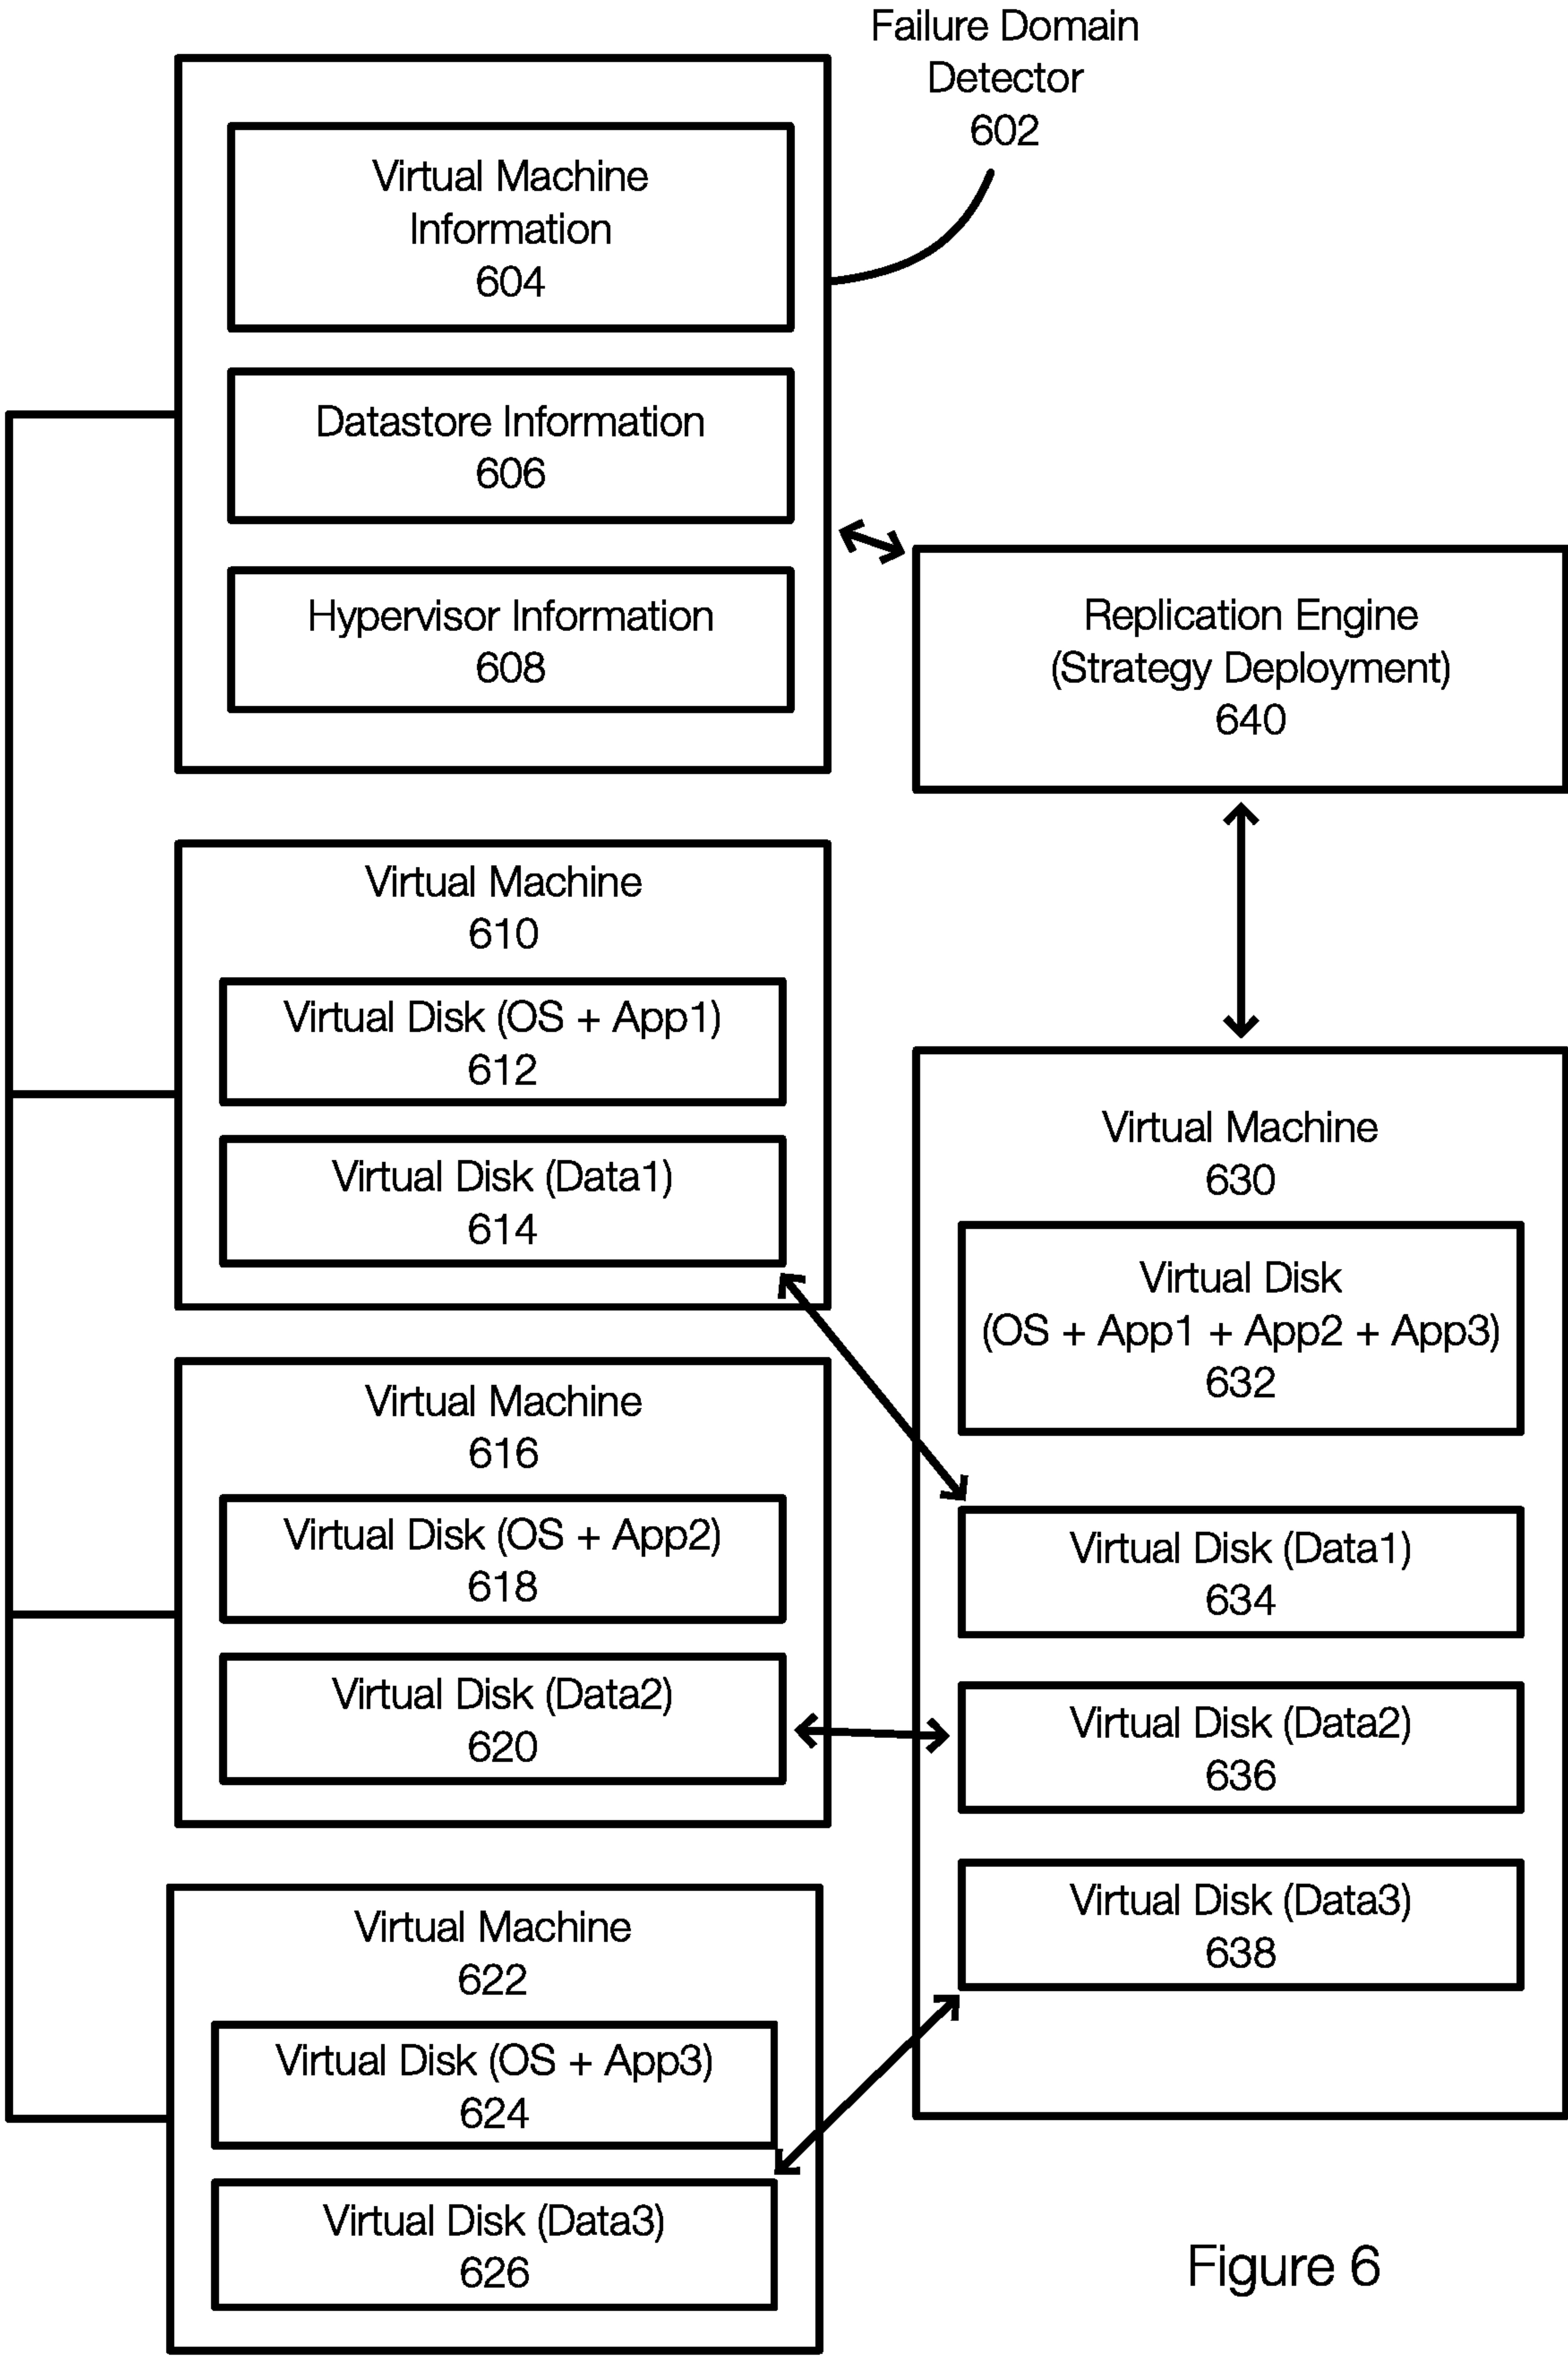 Failure Domain
Detector
602
Virtual Machine
Information
604
Datastore Information
606
Hypervisor Information
608
Replication Engine
(Strategy Deployment)
640
Virtual Machine
610
Virtual Disk (OS + App1)
612
Virtual Disk (Data1)
614
Virtual Machine
616
Virtual Disk (OS + App2)
618
Virtual Disk (Data2)
620
Virtual Machine
622
Virtual Disk (OS + App3)
624
Virtual Disk (Data3)
626
Virtual Machine
630
Virtual Disk
(OS + App1 + App2 + App3)
632
Virtual Disk (Data1)
634
Virtual Disk (Data2)
636
Virtual Disk (Data3)
638
Figure 6